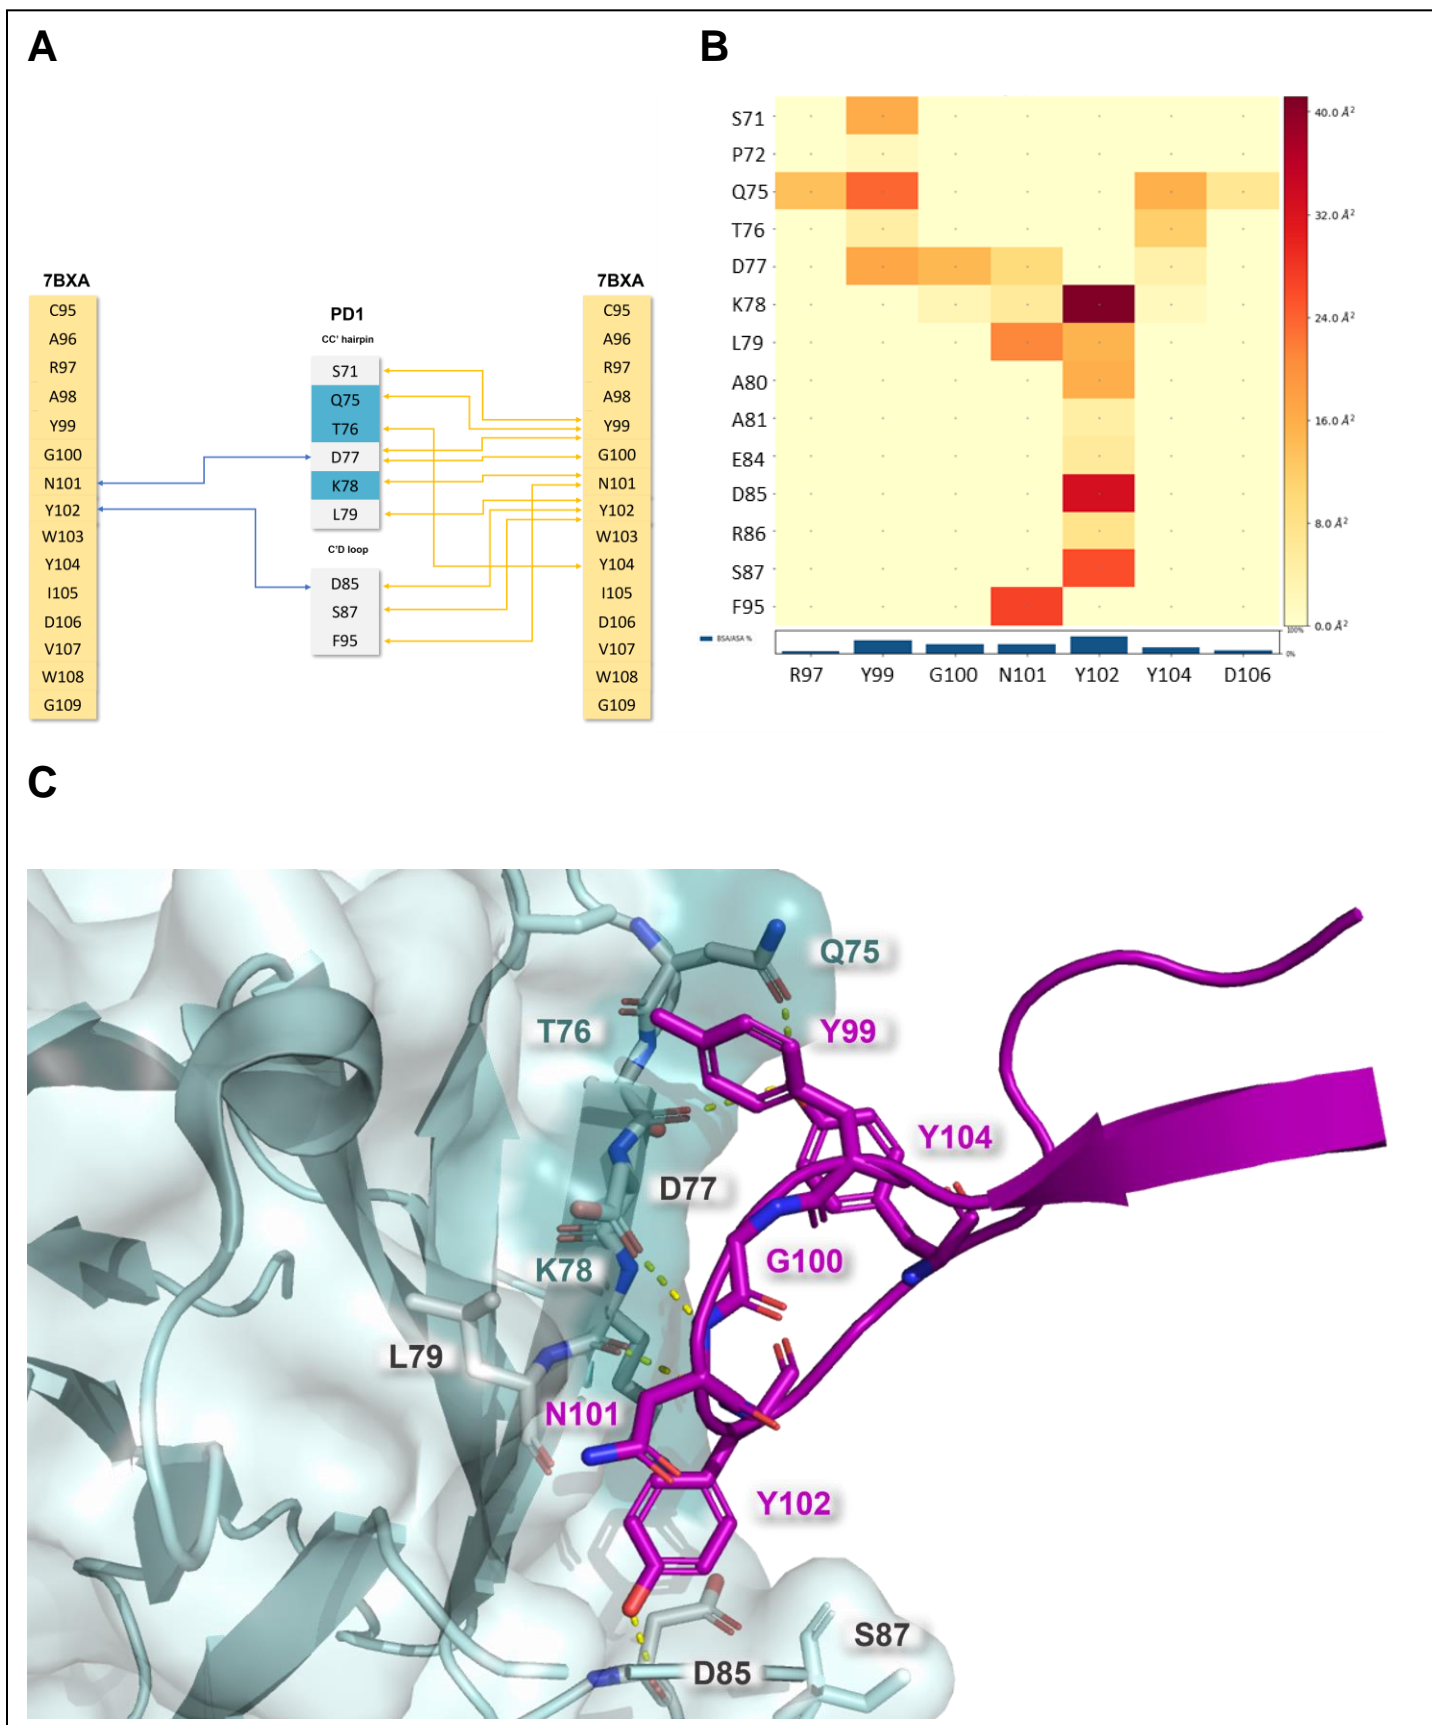 A
B
7BXA
C95
A96
R97
A98
Y99
G100
N101
Y102
W103
Y104
I105
D106
V107
W108
G109
PD1
CC' hairpin
S71
Q75
T76
D77
K78
L79
C'D loop
D85
S87
F95
7BXA
C95
A96
R97
A98
Y99
G100
N101
Y102
W103
Y104
I105
D106
V107
W108
G109
S71
P72
Q75
T76
D77
K78
L79
A80
A81
E84
D85
R86
S87
F95
40.0 Å²
32.0 Å²
24.0 Å²
16.0 Å²
8.0 Å²
0.0 Å²
BSA/ASA %
100%
0%
R97 Y99 G100 N101 Y102 Y104 D106
C
Q75
T76
Y99
Y104
D77
G100
K78
L79
N101
Y102
S87
D85